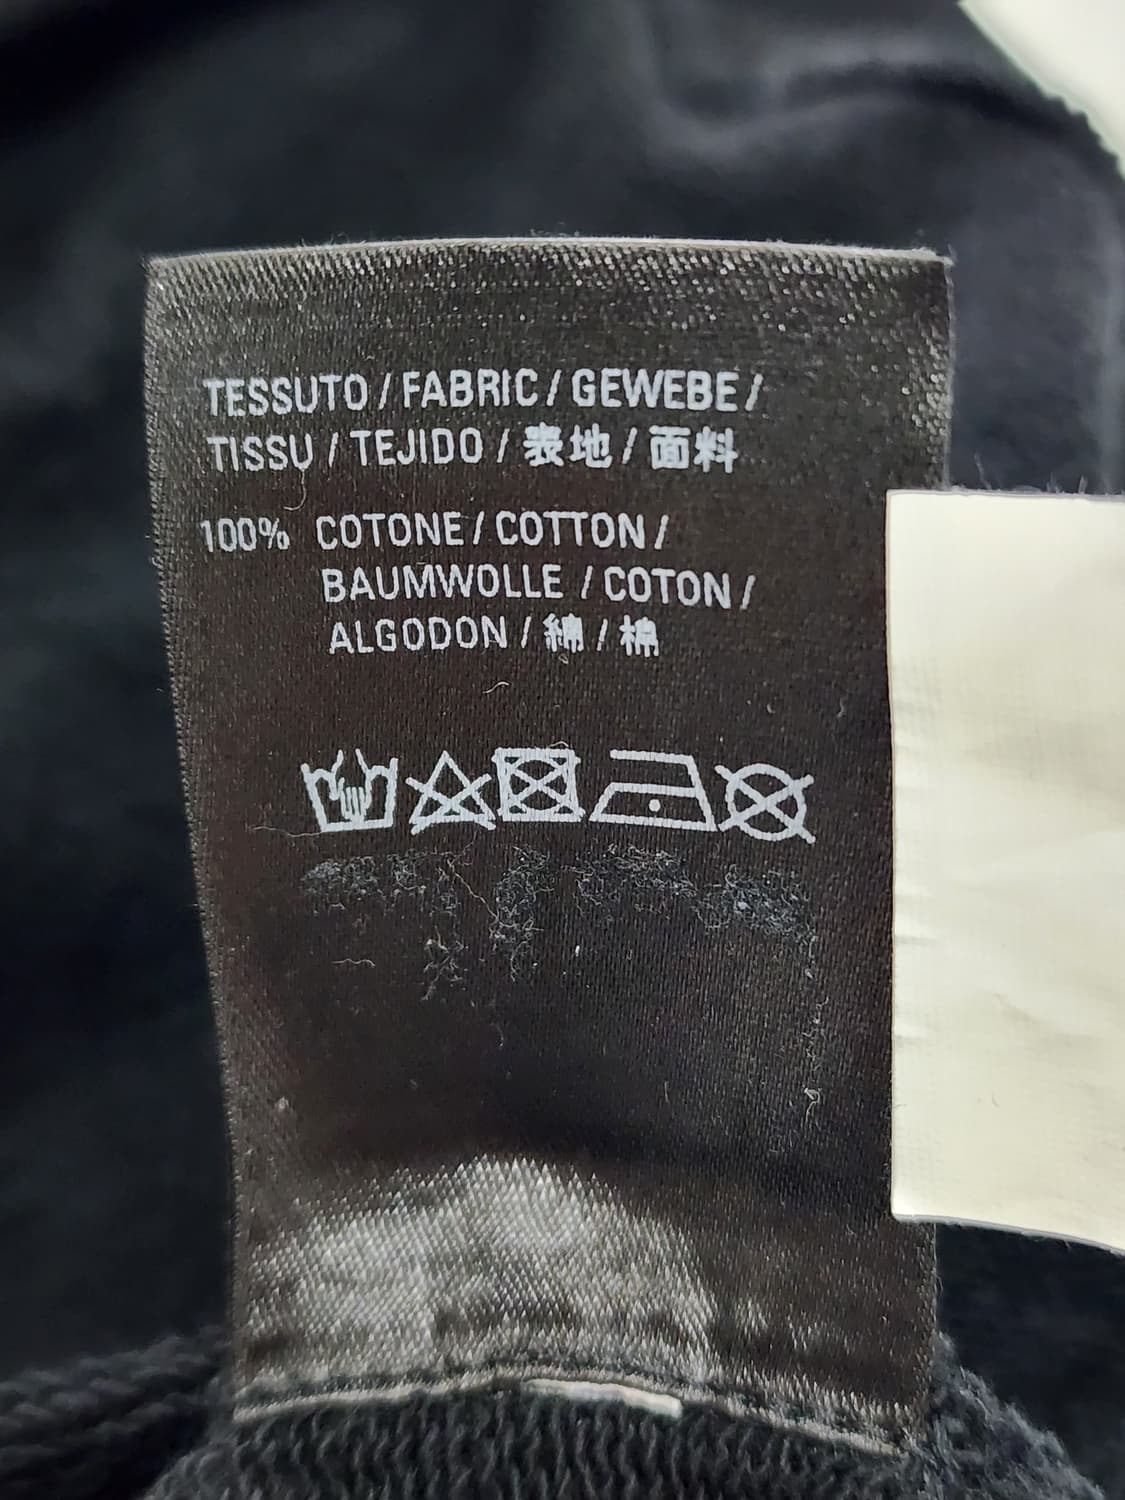 TESSUTO / FABRIC / GEWEBE /
TISSU / TEJIDO / 表地 / 面料
100% COTONE / COTTON /
BAUMWOLLE / COTON /
ALGODON / 綿 / 棉